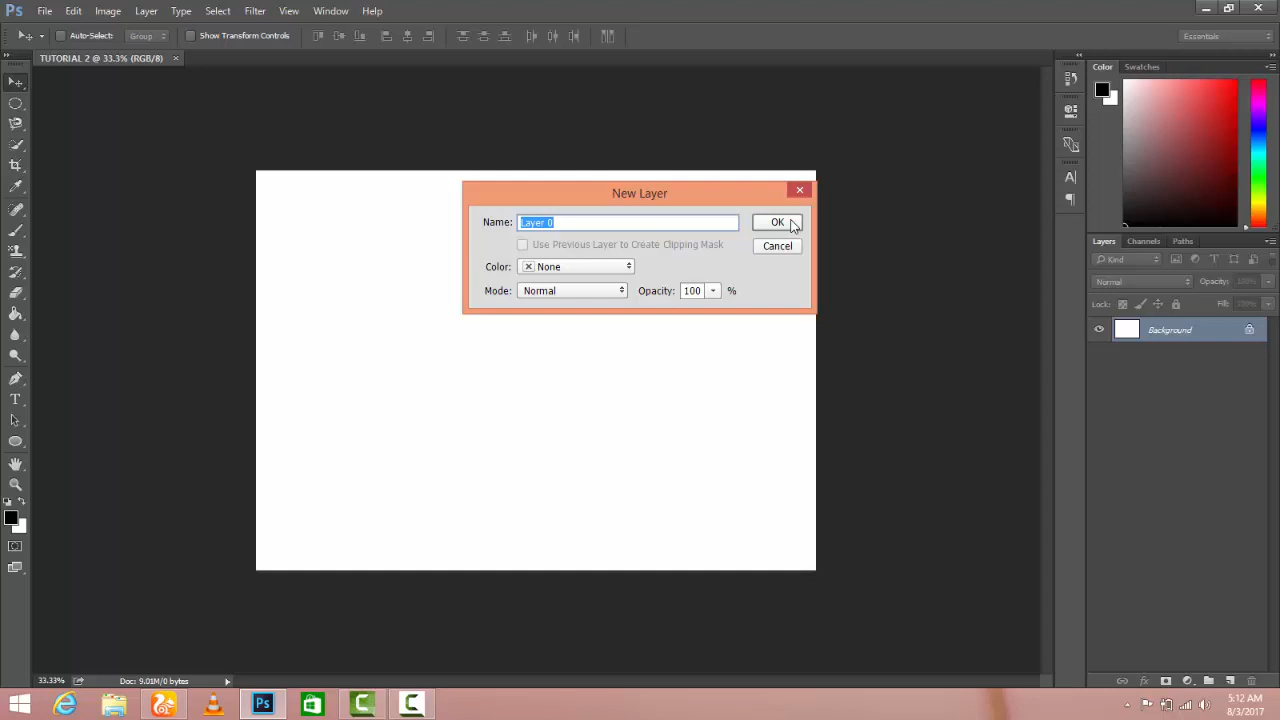 Ps File Edit Image Layer Type Select Filter View Window Help
Auto-Select: Group Show Transform Controls Essentials
TUTORIAL 2 @ 33.3% (RGB/8) ×
Color Swatches
New Layer
Name: Layer 0 OK
Use Previous Layer to Create Clipping Mask Cancel
Color: None
Mode: Normal Opacity: 100 %
Layers Channels Paths
Kind
Normal Opacity: 100%
Lock: Fill: 100%
Background
33.33% Doc: 9.01M/0 bytes
Ps
5:12 AM
8/3/2017